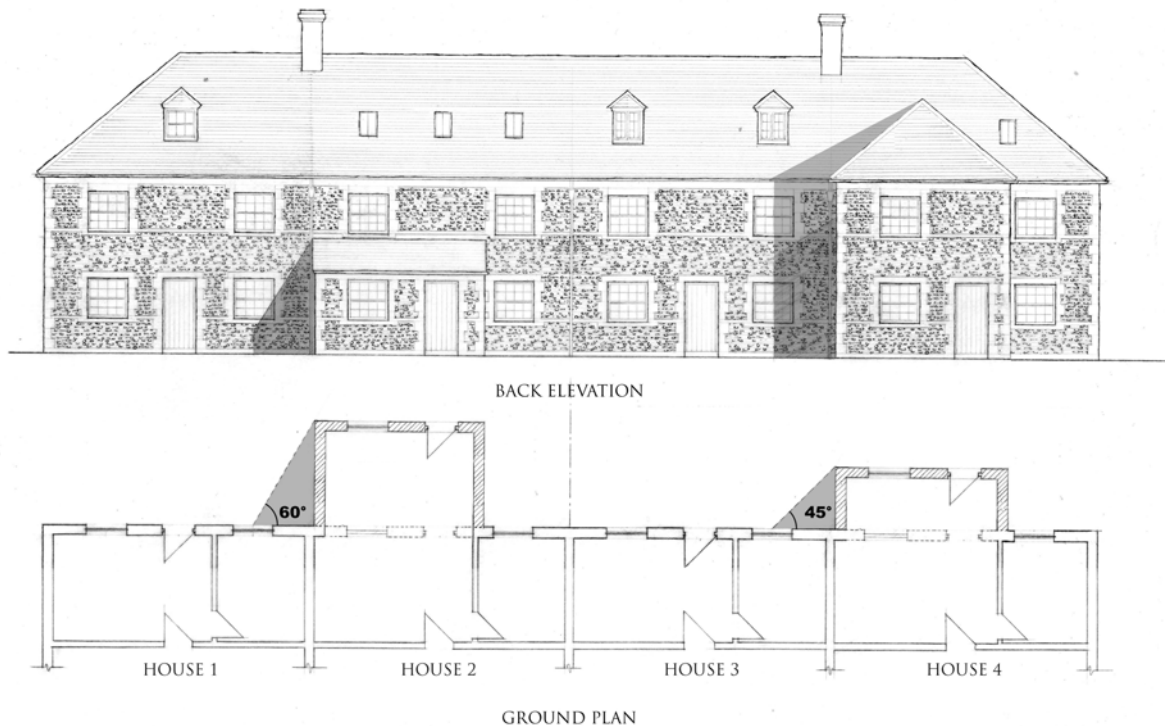 BACK ELEVATION
60°
45°
HOUSE 1
HOUSE 2
HOUSE 3
HOUSE 4
GROUND PLAN